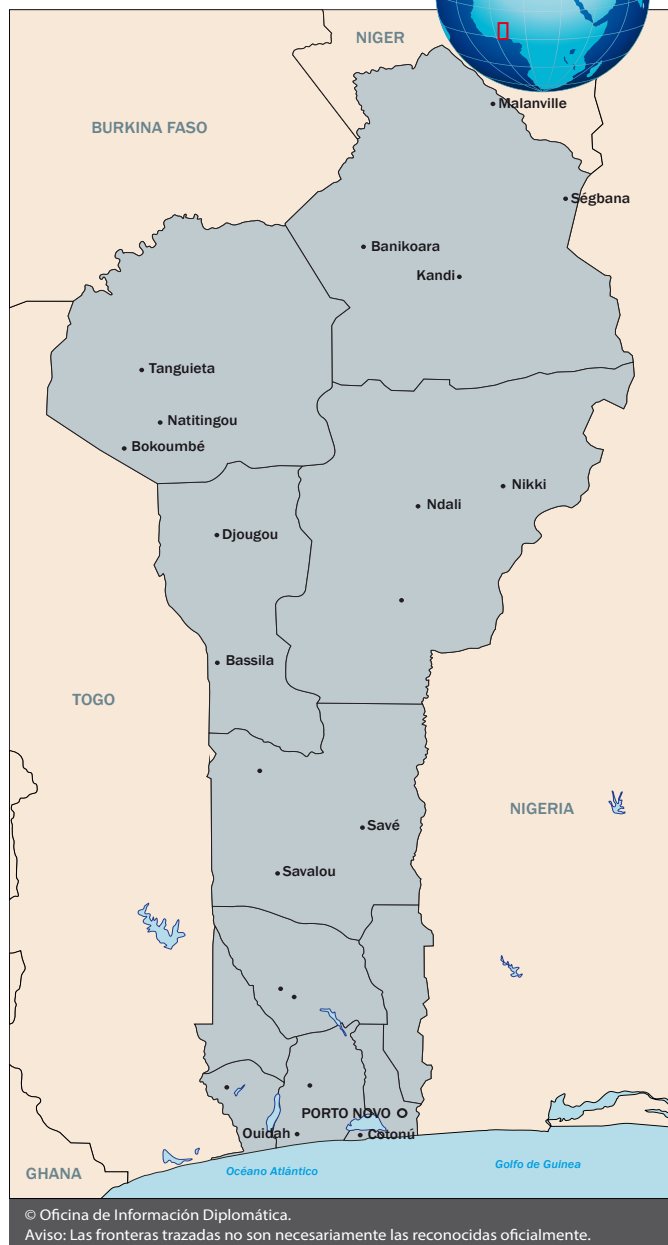 NIGER
Malanville
BURKINA FASO
Ségbana
Banikoara
Kandi
Tanguieta
Natitingou
Bokoumbé
Nikki
Ndali
Djougou
Bassila
TOGO
NIGERIA
Savé
Savalou
PORTO NOVO
Ouidah
Cotonú
GHANA
Océano Atlántico
Golfo de Guinea
© Oficina de Información Diplomática.
Aviso: Las fronteras trazadas no son necesariamente las reconocidas oficialmente.